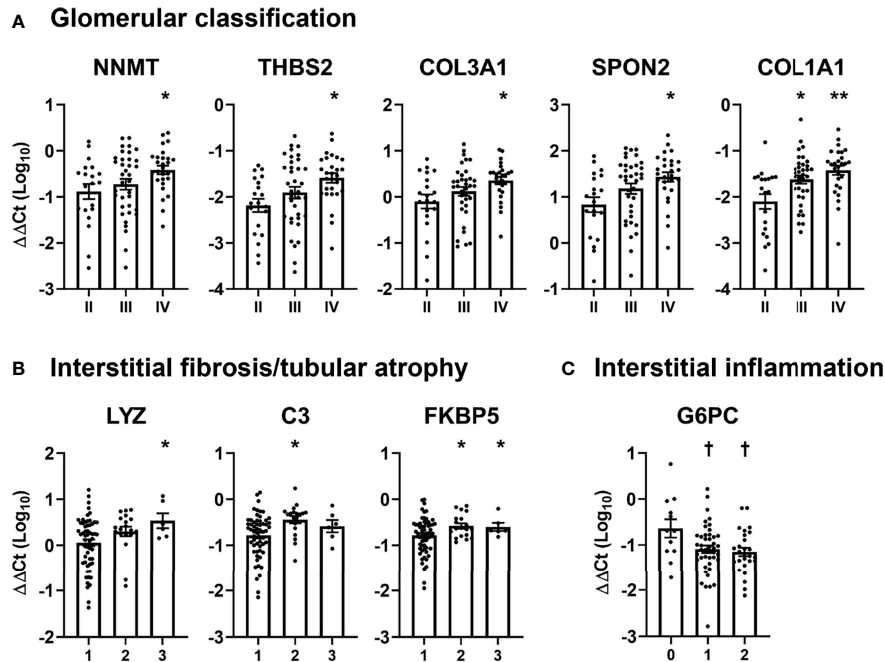 A Glomerular classification
NNMT THBS2 COL3A1 SPON2 COL1A1
* * * * * **
ΔΔCt (Log10)
1 0 -1 -2 -3
0 -1 -2 -3 -4
2 1 0 -1 -2
3 2 1 0 -1
0 -1 -2 -3 -4
II III IV II III IV II III IV II III IV II III IV
B Interstitial fibrosis/tubular atrophy C Interstitial inflammation
LYZ C3 FKBP5 G6PC
* * * * † †
ΔΔCt (Log10) ΔΔCt (Log10)
2 1 0 -1 -2
1 0 -1 -2 -3
1 0 -1 -2 -3
1 0 -1 -2 -3
1 2 3 1 2 3 1 2 3 0 1 2